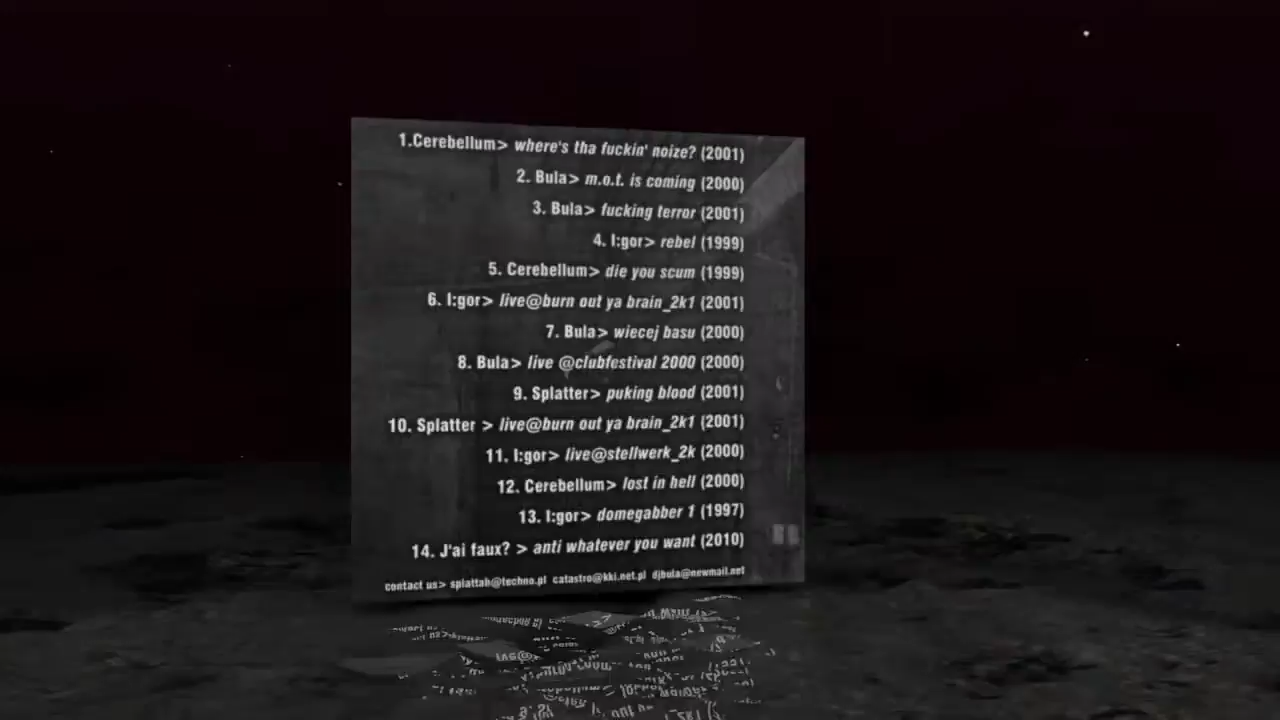 1.Cerebellum> where's tha fuckin' noize? (2001)
2. Bula> m.o.t. is coming (2000)
3. Bula> fucking terror (2001)
4. I:gor> rebel (1999)
5. Cerebellum> die you scum (1999)
6. I:gor> live@burn out ya brain_2k1 (2001)
7. Bula> wiecej basu (2000)
8. Bula> live @clubfestival 2000 (2000)
9. Splatter> puking blood (2001)
10. Splatter > live@burn out ya brain_2k1 (2001)
11. I:gor> live@stellwerk_2k (2000)
12. Cerebellum> lost in hell (2000)
13. I:gor> domegabber 1 (1997)
14. J'ai faux? > anti whatever you want (2010)
contact us> splattah@techno.pl catastro@kki.net.pl djbula@newmail.net